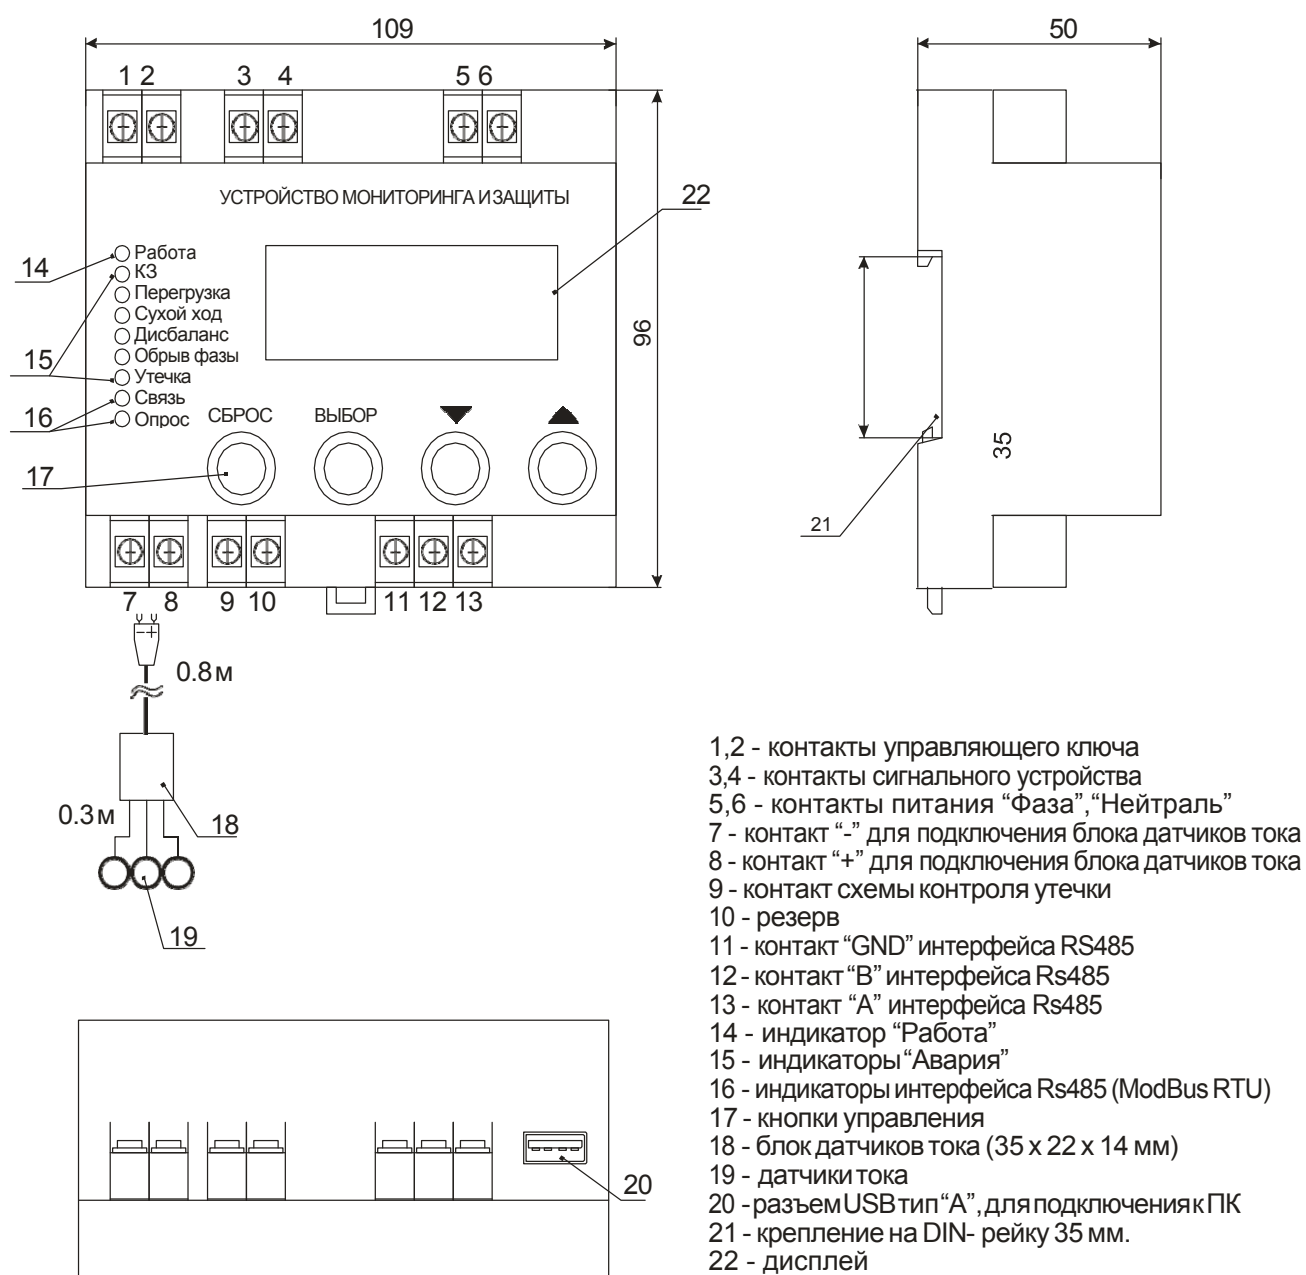 109
50
1 2 3 4 5 6
УСТРОЙСТВО МОНИТОРИНГА И ЗАЩИТЫ
22
14
Работа
КЗ
Перегрузка
Сухой ход
Дисбаланс
Обрыв фазы
15
Утечка
Связь
16
Опрос
СБРОС ВЫБОР
17
96
35
21
7 8 9 10 11 12 13
-+
0.8 м
0.3 м
18
19
20
1,2 - контакты управляющего ключа
3,4 - контакты сигнального устройства
5,6 - контакты питания “Фаза”,“Нейтраль”
7 - контакт “-” для подключения блока датчиков тока
8 - контакт “+” для подключения блока датчиков тока
9 - контакт схемы контроля утечки
10 - резерв
11 - контакт “GND” интерфейса RS485
12 - контакт “B” интерфейса Rs485
13 - контакт “A” интерфейса Rs485
14 - индикатор “Работа”
15 - индикаторы “Авария”
16 - индикаторы интерфейса Rs485 (ModBus RTU)
17 - кнопки управления
18 - блок датчиков тока (35 x 22 x 14 мм)
19 - датчики тока
20 - разъем USB тип “A”, для подключения к ПК
21 - крепление на DIN- рейку 35 мм.
22 - дисплей